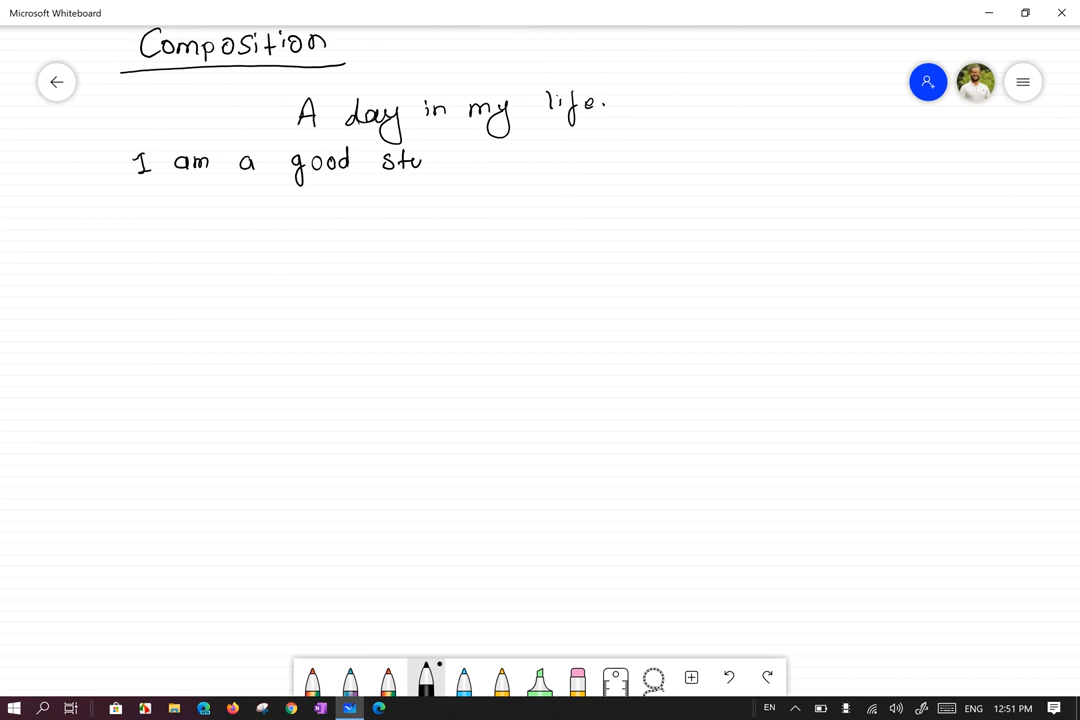 Microsoft Whiteboard
Composition
A day in my life.
I am a good stu
EN
ENG
12:51 PM